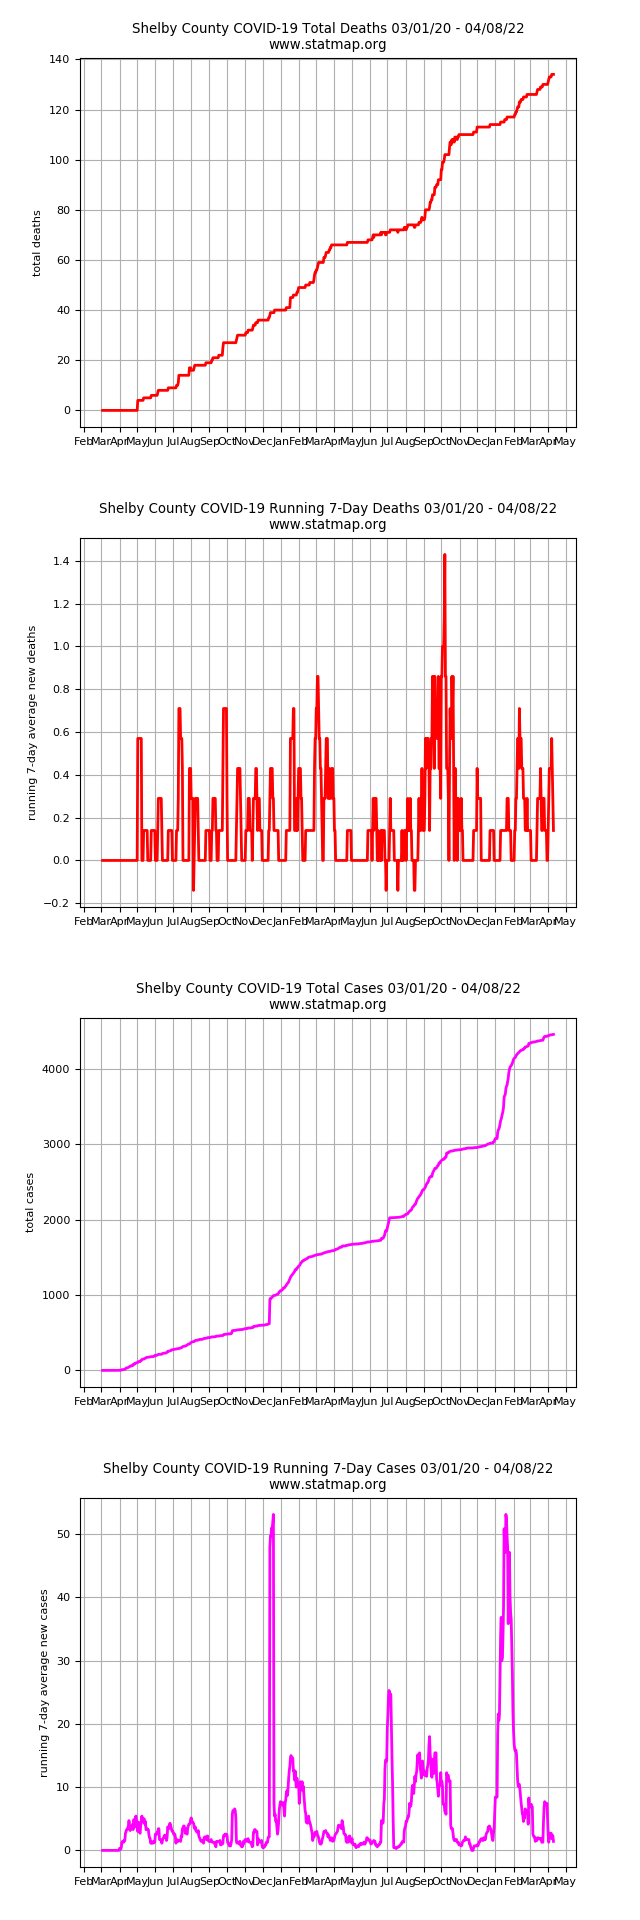 Shelby County COVID-19 Total Deaths 03/01/20 - 04/08/22
www.statmap.org
140
120
100
80
60
40
20
0
total deaths
Feb Mar Apr May Jun Jul Aug Sep Oct Nov Dec Jan Feb Mar Apr May Jun Jul Aug Sep Oct Nov Dec Jan Feb Mar Apr May
Shelby County COVID-19 Running 7-Day Deaths 03/01/20 - 04/08/22
www.statmap.org
1.4
1.2
1.0
0.8
0.6
0.4
0.2
0.0
−0.2
running 7-day average new deaths
Feb Mar Apr May Jun Jul Aug Sep Oct Nov Dec Jan Feb Mar Apr May Jun Jul Aug Sep Oct Nov Dec Jan Feb Mar Apr May
Shelby County COVID-19 Total Cases 03/01/20 - 04/08/22
www.statmap.org
4000
3000
2000
1000
0
total cases
Feb Mar Apr May Jun Jul Aug Sep Oct Nov Dec Jan Feb Mar Apr May Jun Jul Aug Sep Oct Nov Dec Jan Feb Mar Apr May
Shelby County COVID-19 Running 7-Day Cases 03/01/20 - 04/08/22
www.statmap.org
50
40
30
20
10
0
running 7-day average new cases
Feb Mar Apr May Jun Jul Aug Sep Oct Nov Dec Jan Feb Mar Apr May Jun Jul Aug Sep Oct Nov Dec Jan Feb Mar Apr May